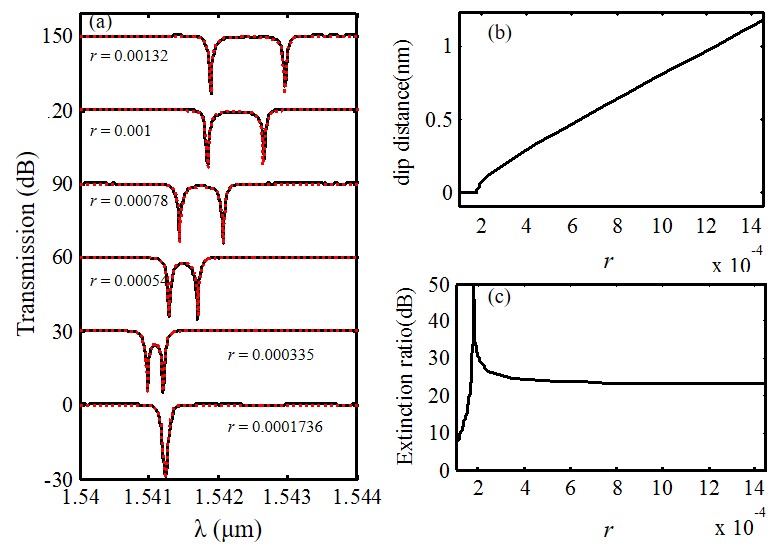 (a)
150
r = 0.00132
20
r = 0.001
90
r = 0.00078
60
r = 0.00054
30
r = 0.000335
0
r = 0.0001736
-30
1.54 1.541 1.542 1.543 1.544
λ (μm)
Transmission (dB)
(b)
1
0.5
0
2 4 6 8 10 12 14
r
x 10⁻⁴
dip distance(nm)
(c)
50
40
30
20
10
0
2 4 6 8 10 12 14
r
x 10⁻⁴
Extinction ratio(dB)